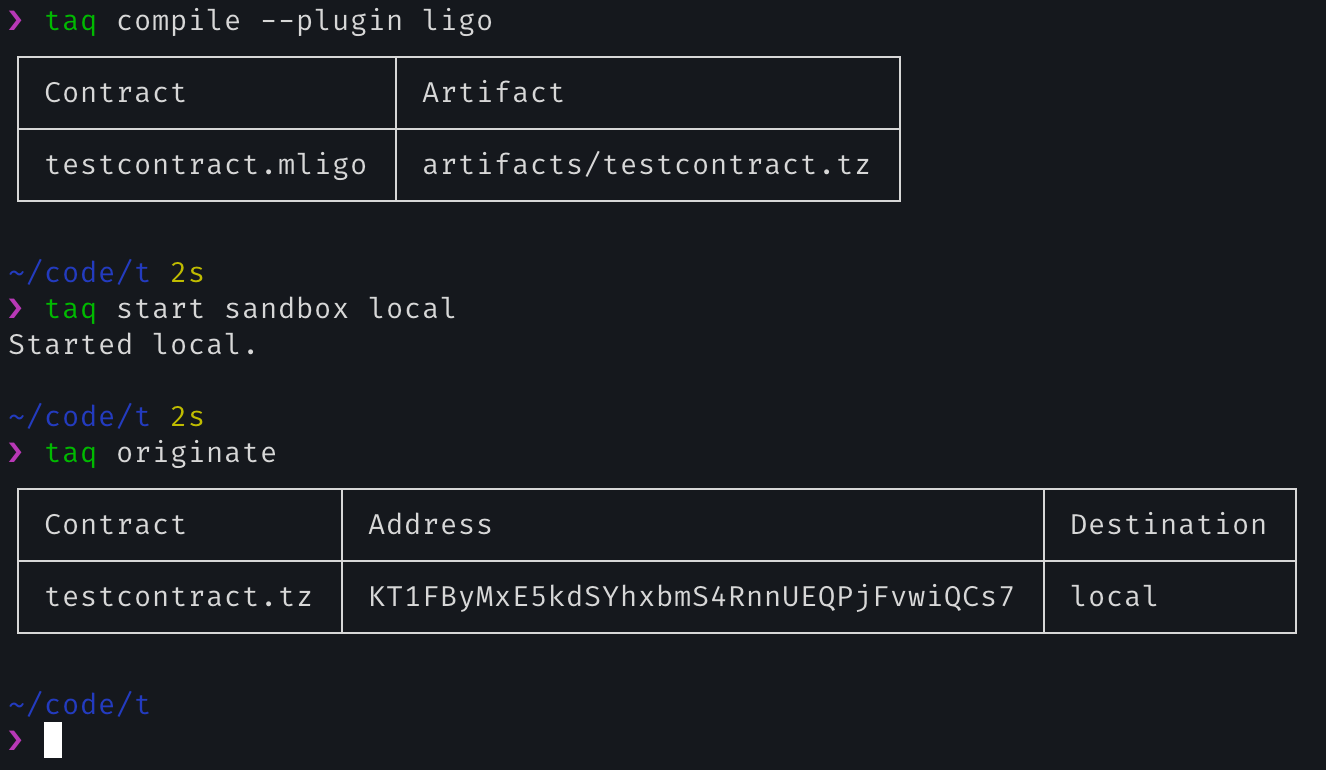 ❯ taq compile --plugin ligo
Contract Artifact
testcontract.mligo artifacts/testcontract.tz
~/code/t 2s
❯ taq start sandbox local
Started local.
~/code/t 2s
❯ taq originate
Contract Address Destination
testcontract.tz KT1FByMxE5kdSYhxbmS4RnnUEQPjFvwiQCs7 local
~/code/t
❯